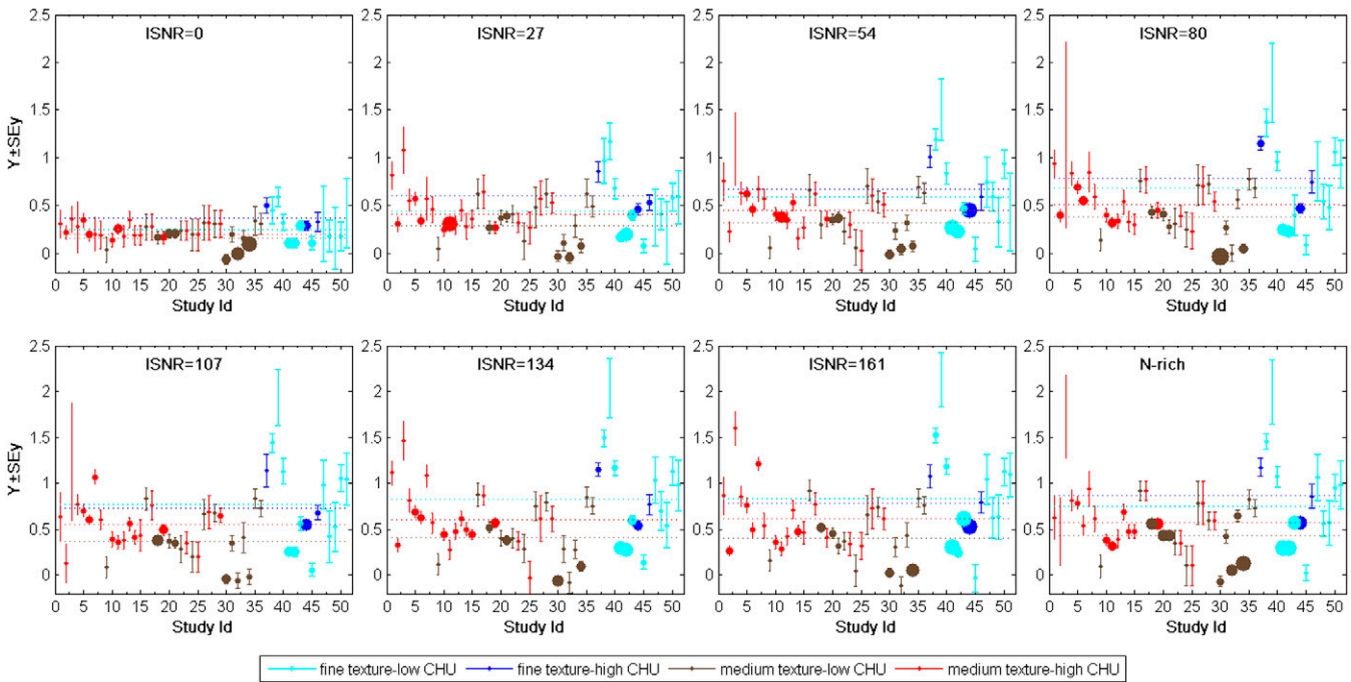 ISNR=0 ISNR=27 ISNR=54 ISNR=80
2.5 2.5 2.5 2.5
2 2 2 2
1.5 1.5 1.5 1.5
1 1 1 1
0.5 0.5 0.5 0.5
0 0 0 0
Y±SEy
0 5 10 15 20 25 30 35 40 45 50 0 5 10 15 20 25 30 35 40 45 50 0 5 10 15 20 25 30 35 40 45 50 0 5 10 15 20 25 30 35 40 45 50
Study Id Study Id Study Id Study Id
ISNR=107 ISNR=134 ISNR=161 N-rich
2.5 2.5 2.5 2.5
2 2 2 2
1.5 1.5 1.5 1.5
1 1 1 1
0.5 0.5 0.5 0.5
0 0 0 0
Y±SEy
0 5 10 15 20 25 30 35 40 45 50 0 5 10 15 20 25 30 35 40 45 50 0 5 10 15 20 25 30 35 40 45 50 0 5 10 15 20 25 30 35 40 45 50
Study Id Study Id Study Id Study Id
fine texture-low CHU fine texture-high CHU medium texture-low CHU medium texture-high CHU